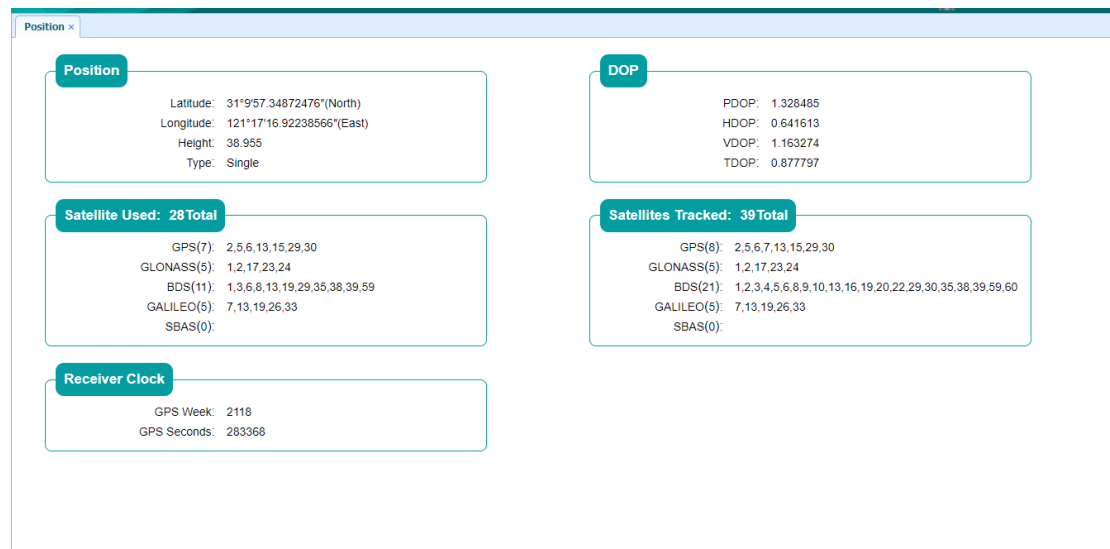 Position ×
Position
Latitude: 31°9'57.34872476"(North)
Longitude: 121°17'16.92238566"(East)
Height: 38.955
Type: Single
DOP
PDOP: 1.328485
HDOP: 0.641613
VDOP: 1.163274
TDOP: 0.877797
Satellite Used: 28Total
GPS(7): 2,5,6,13,15,29,30
GLONASS(5): 1,2,17,23,24
BDS(11): 1,3,6,8,13,19,29,35,38,39,59
GALILEO(5): 7,13,19,26,33
SBAS(0):
Satellites Tracked: 39Total
GPS(8): 2,5,6,7,13,15,29,30
GLONASS(5): 1,2,17,23,24
BDS(21): 1,2,3,4,5,6,8,9,10,13,16,19,20,22,29,30,35,38,39,59,60
GALILEO(5): 7,13,19,26,33
SBAS(0):
Receiver Clock
GPS Week: 2118
GPS Seconds: 283368